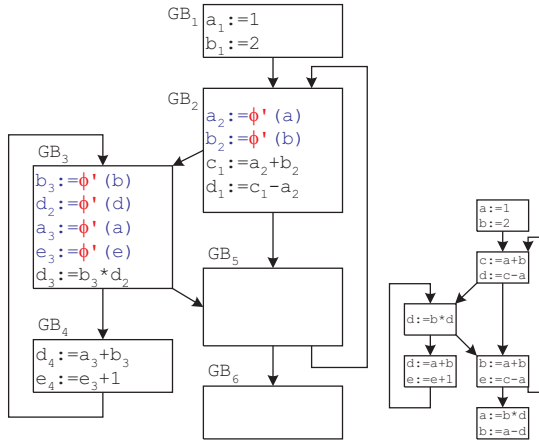 GB₁
a₁:=1
b₁:=2
GB₂
a₂:=ϕ'(a)
b₂:=ϕ'(b)
c₁:=a₂+b₂
d₁:=c₁-a₂
GB₃
b₃:=ϕ'(b)
d₂:=ϕ'(d)
a₃:=ϕ'(a)
e₃:=ϕ'(e)
d₃:=b₃*d₂
GB₄
d₄:=a₃+b₃
e₄:=e₃+1
GB₅
GB₆
a:=1
b:=2
c:=a+b
d:=c-a
d:=b*d
d:=a+b
e:=e+1
b:=a+b
e:=c-a
a:=b*d
b:=a-d